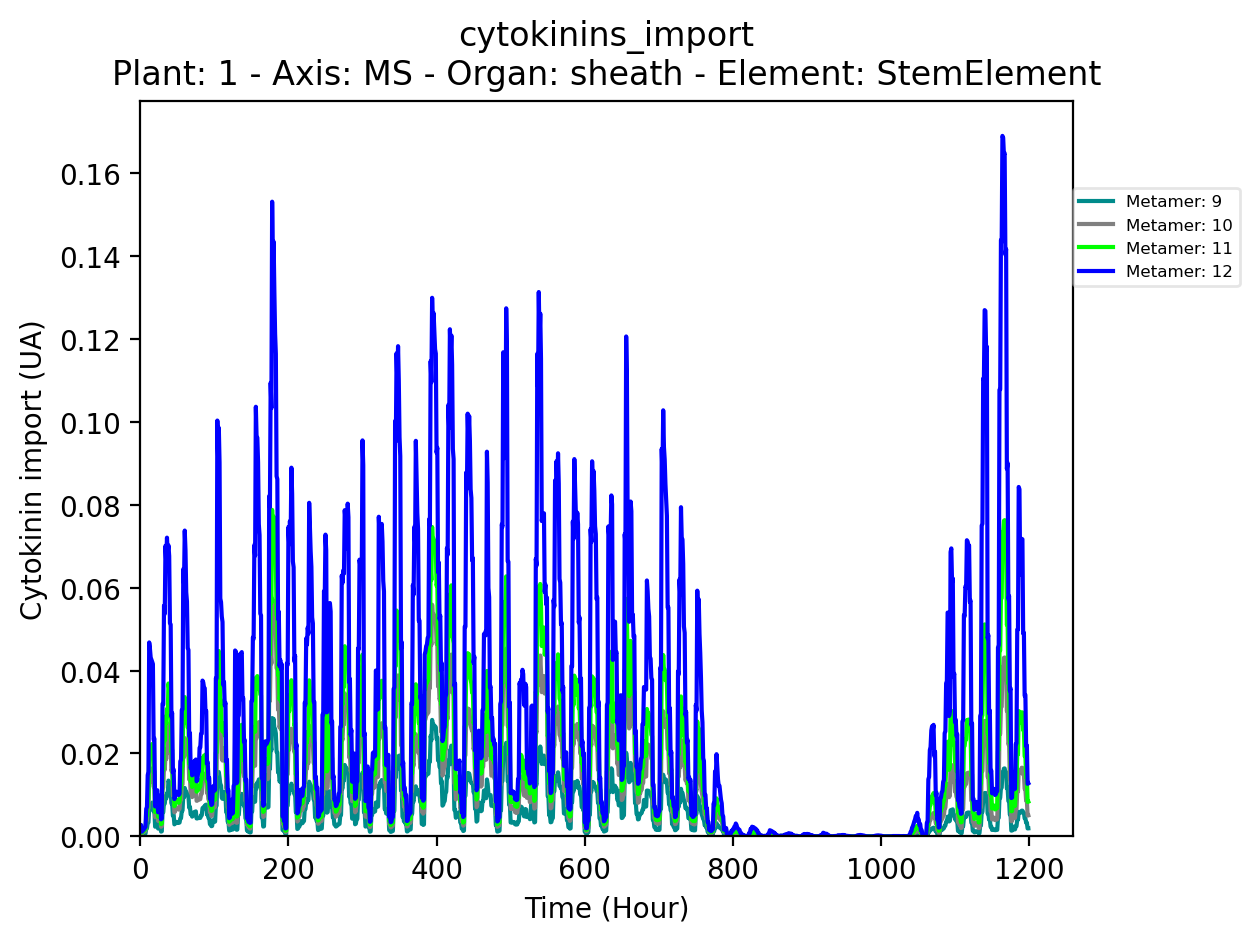 cytokinins_import
Plant: 1 - Axis: MS - Organ: sheath - Element: StemElement
0.16
0.14
0.12
0.10
0.08
0.06
0.04
0.02
0.00
Cytokinin import (UA)
Metamer: 9
Metamer: 10
Metamer: 11
Metamer: 12
0 200 400 600 800 1000 1200
Time (Hour)